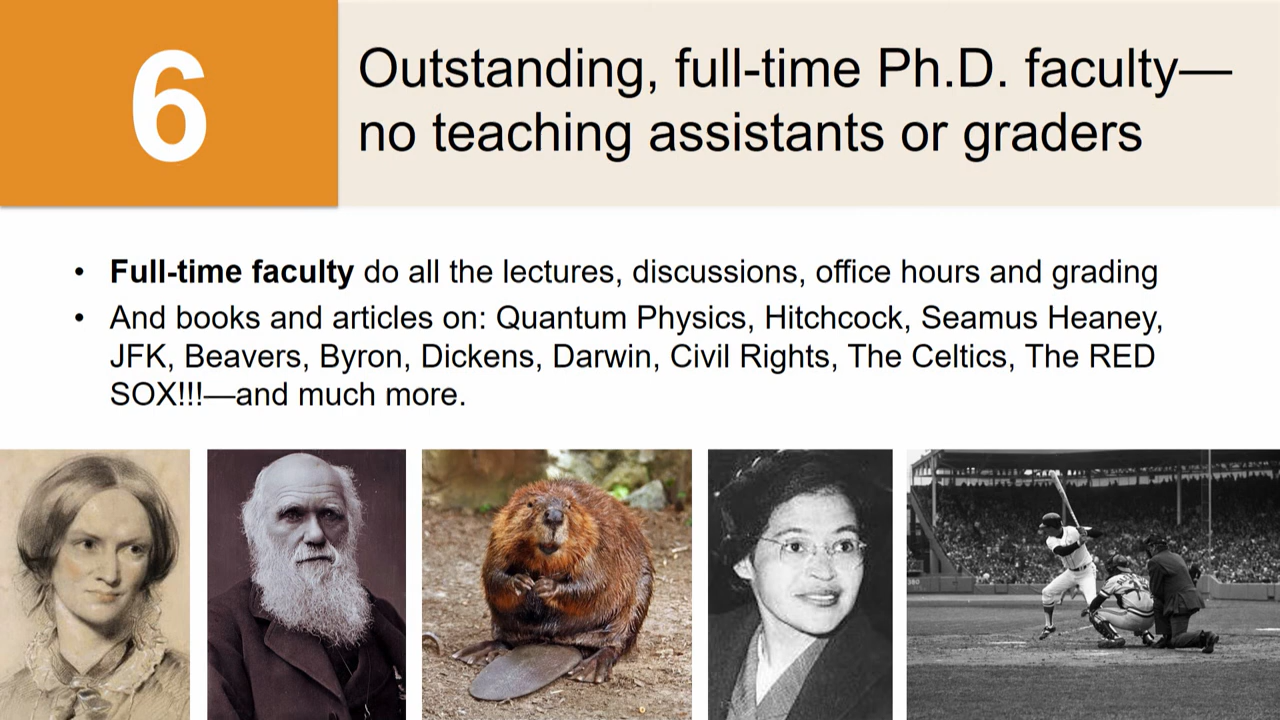 6
Outstanding, full-time Ph.D. faculty—
no teaching assistants or graders
• Full-time faculty do all the lectures, discussions, office hours and grading
• And books and articles on: Quantum Physics, Hitchcock, Seamus Heaney,
JFK, Beavers, Byron, Dickens, Darwin, Civil Rights, The Celtics, The RED
SOX!!!—and much more.
380